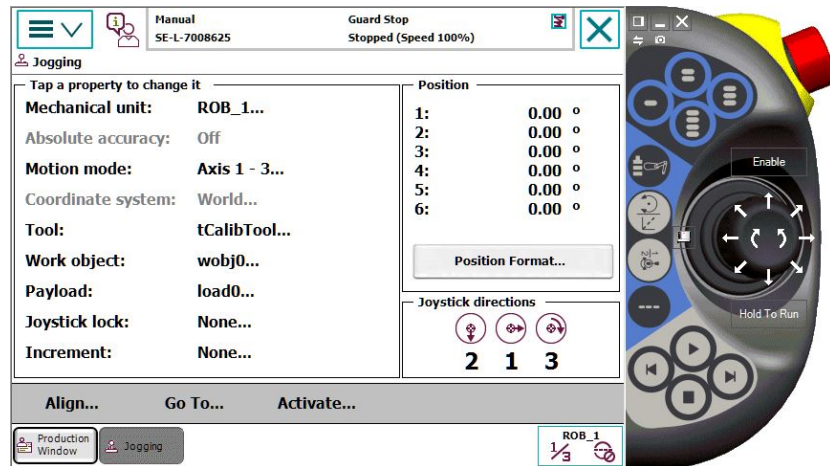 Manual
SE-L-7008625
Guard Stop
Stopped (Speed 100%)
Jogging
Tap a property to change it
Mechanical unit: ROB_1...
Absolute accuracy: Off
Motion mode: Axis 1 - 3...
Coordinate system: World...
Tool: tCalibTool...
Work object: wobj0...
Payload: load0...
Joystick lock: None...
Increment: None...
Position
1: 0.00 º
2: 0.00 º
3: 0.00 º
4: 0.00 º
5: 0.00 º
6: 0.00 º
Position Format...
Joystick directions
2 1 3
Align... Go To... Activate...
Production
Window
Jogging
ROB_1
1/3
Enable
Hold To Run